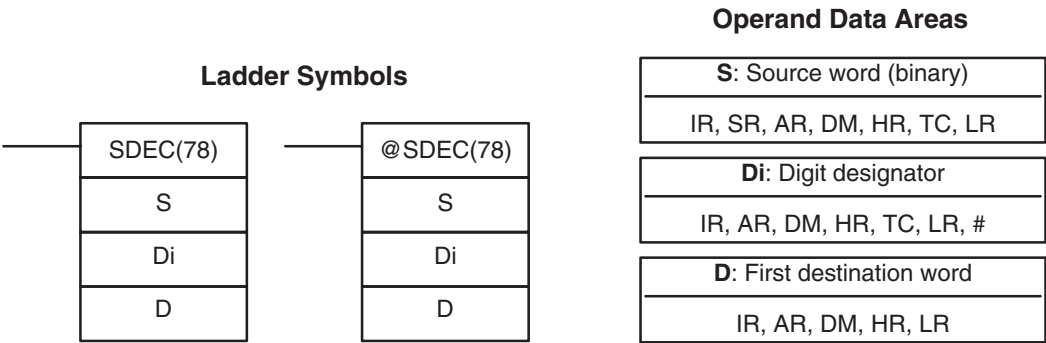 Operand Data Areas
Ladder Symbols
S: Source word (binary)
IR, SR, AR, DM, HR, TC, LR
SDEC(78)
S
Di
D
@SDEC(78)
S
Di
D
Di: Digit designator
IR, AR, DM, HR, TC, LR, #
D: First destination word
IR, AR, DM, HR, LR